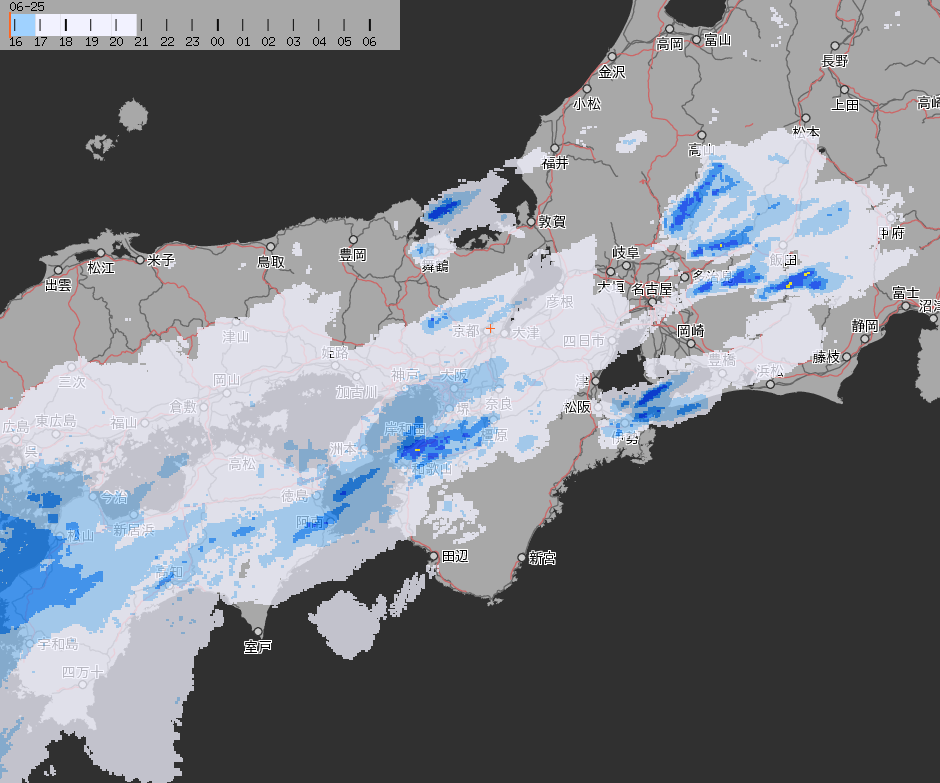 06-25
16 17 18 19 20 21 22 23 00 01 02 03 04 05 06
高岡
富山
金沢
長野
小松
上田
高崎
松本
高山
福井
敦賀
甲府
松江
米子
鳥取
豊岡
舞鶴
岐阜
飯田
出雲
大垣
名古屋
多治見
彦根
富士
沼津
静岡
岡崎
津山
京都
大津
四日市
藤枝
姫路
豊橋
浜松
三次
岡山
加古川
神戸
大阪
津
倉敷
堺
奈良
松阪
広島
東広島
福山
岸和田
橿原
伊勢
呉
高松
洲本
和歌山
今治
徳島
新居浜
阿南
松山
田辺
新宮
高知
宇和島
室戸
四万十